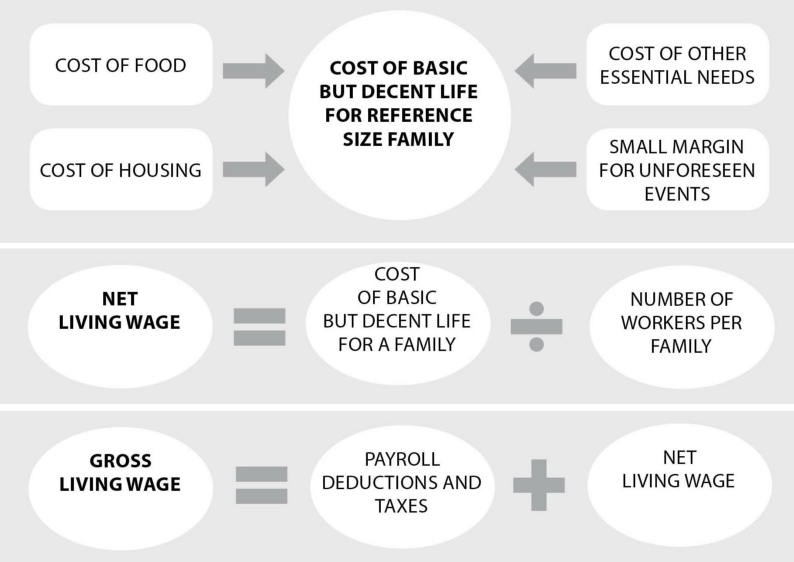 COST OF FOOD
COST OF BASIC
BUT DECENT LIFE
FOR REFERENCE
SIZE FAMILY
COST OF OTHER
ESSENTIAL NEEDS
COST OF HOUSING
SMALL MARGIN
FOR UNFORESEEN
EVENTS
NET
LIVING WAGE
=
COST
OF BASIC
BUT DECENT LIFE
FOR A FAMILY
÷
NUMBER OF
WORKERS PER
FAMILY
GROSS
LIVING WAGE
=
PAYROLL
DEDUCTIONS AND
TAXES
+
NET
LIVING WAGE